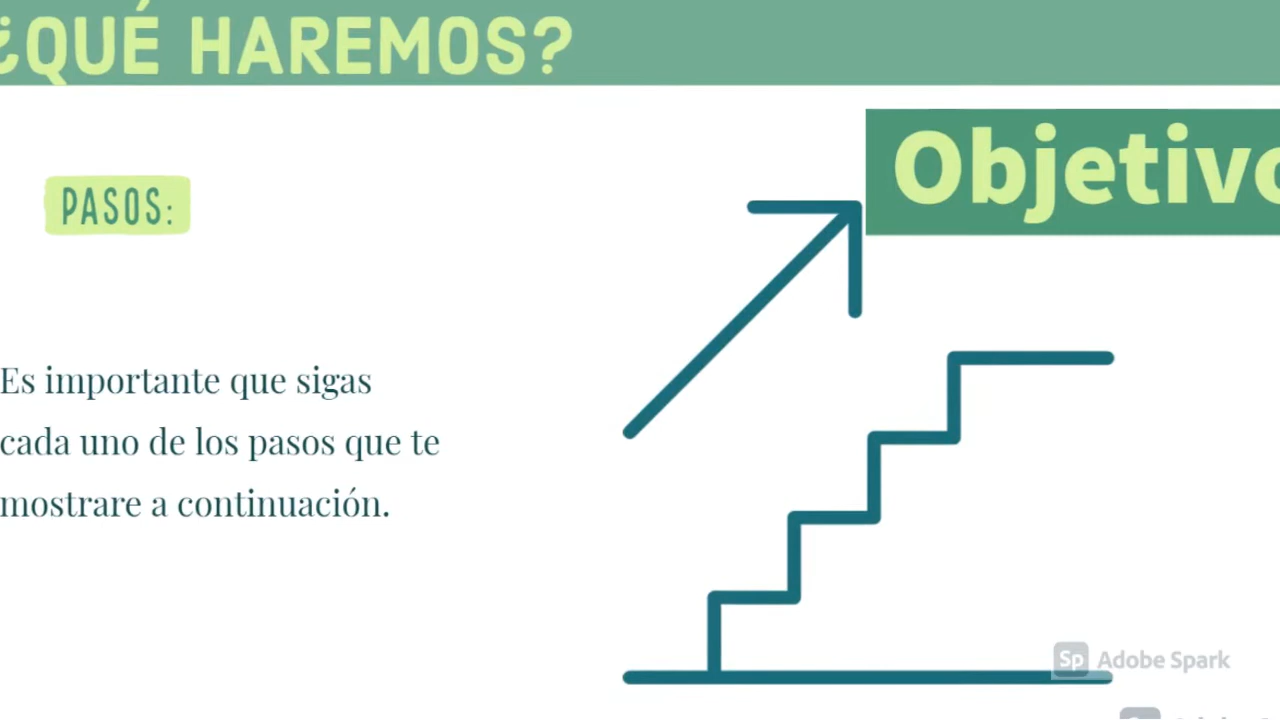 ¿QUÉ HAREMOS?
Objetivo
PASOS:
Es importante que sigas
cada uno de los pasos que te
mostrare a continuación.
Sp Adobe Spark